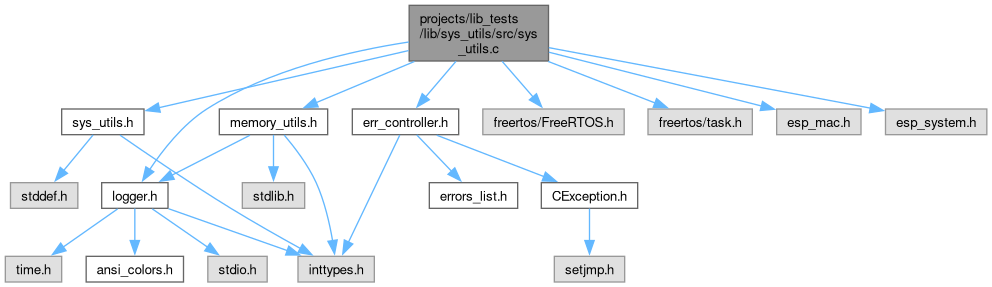 projects/lib_tests
/lib/sys_utils/src/sys
_utils.c
sys_utils.h
memory_utils.h
err_controller.h
freertos/FreeRTOS.h
freertos/task.h
esp_mac.h
esp_system.h
stddef.h
logger.h
stdlib.h
errors_list.h
CException.h
time.h
ansi_colors.h
stdio.h
inttypes.h
setjmp.h